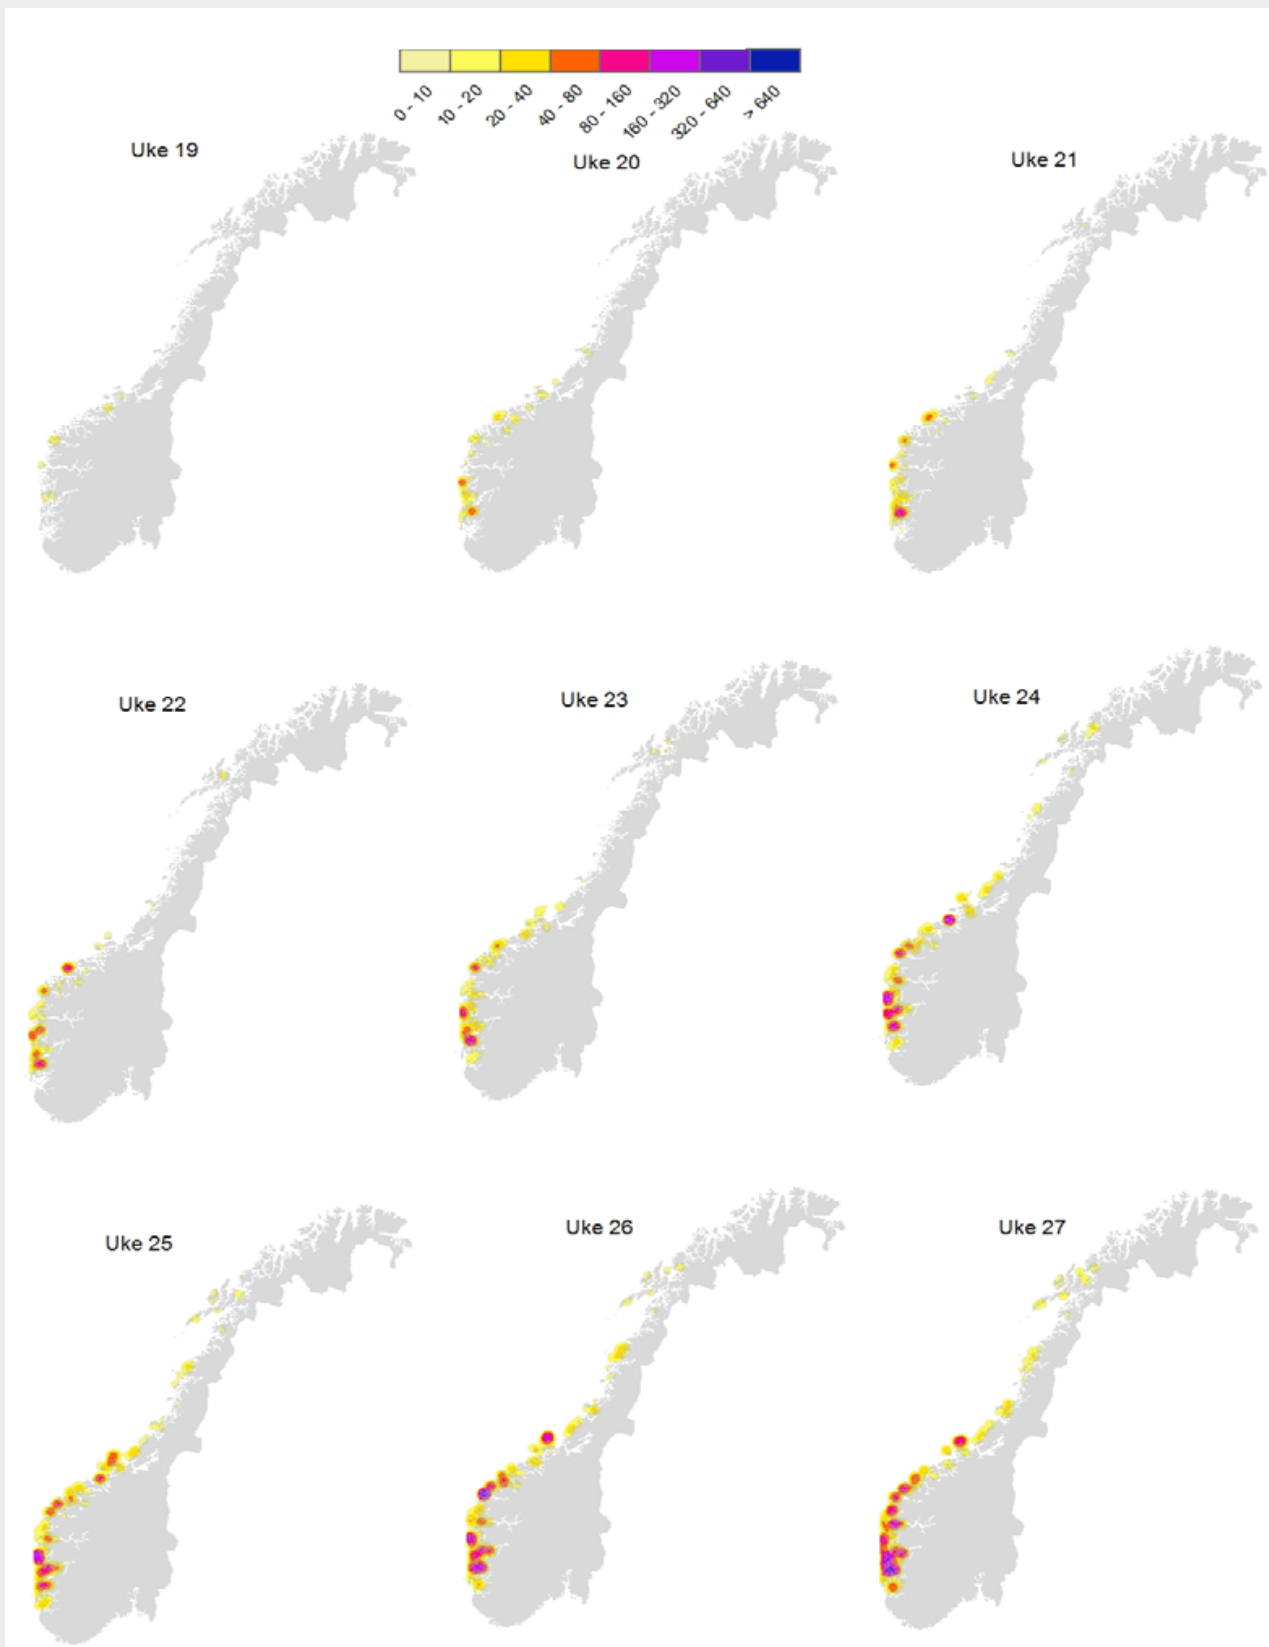 0 - 10
10 - 20
20 - 40
40 - 80
80 - 160
160 - 320
320 - 640
> 640
Uke 19
Uke 20
Uke 21
Uke 22
Uke 23
Uke 24
Uke 25
Uke 26
Uke 27